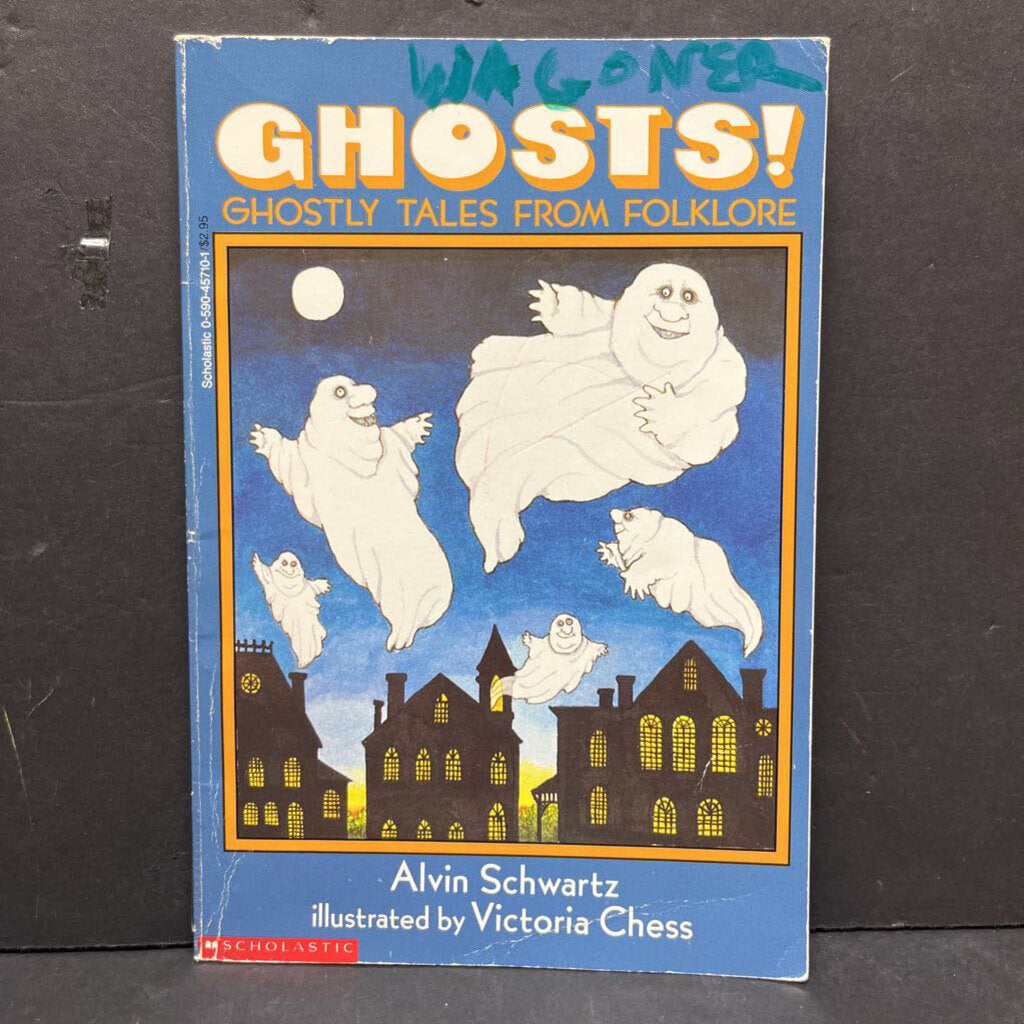 WAGONER
GHOSTS!
GHOSTLY TALES FROM FOLKLORE
Scholastic 0-590-45710-1/$2.95
Alvin Schwartz
illustrated by Victoria Chess
SCHOLASTIC